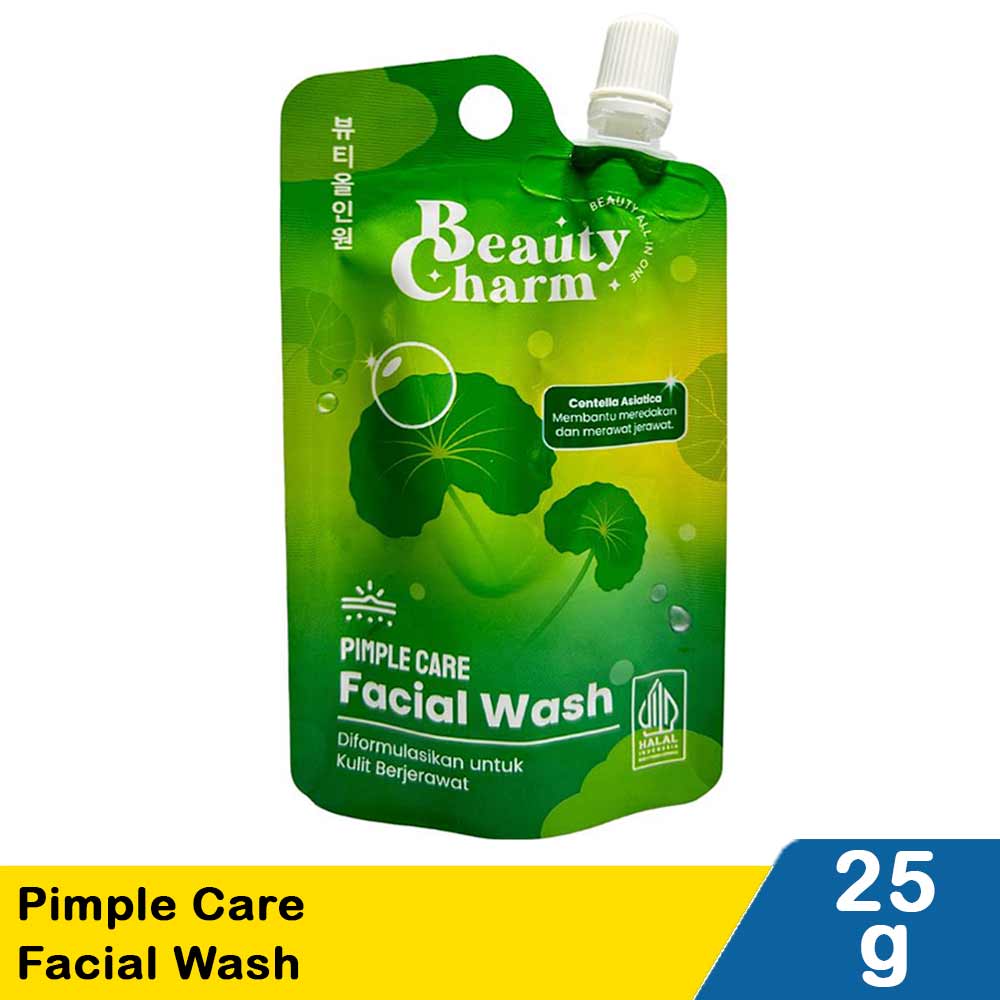 뷰티올인원
Beauty
Charm
BEAUTY ALL IN ONE
Centella Asiatica
Membantu meredakan
dan merawat jerawat.
PIMPLE CARE
Facial Wash
Diformulasikan untuk
Kulit Berjerawat
HALAL
INDONESIA
Pimple Care
Facial Wash
25
g